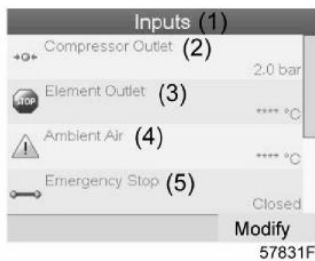 Inputs (1)
Compressor Outlet (2)
2.0 bar
Element Outlet (3)
STOP
**** °C
Ambient Air (4)
**** °C
Emergency Stop (5)
Closed
Modify
57831F